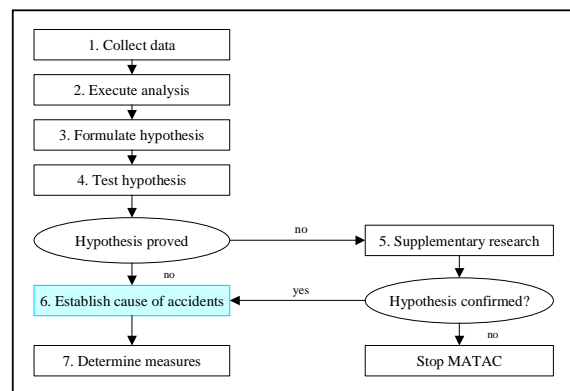 1. Collect data
2. Execute analysis
3. Formulate hypothesis
4. Test hypothesis
Hypothesis proved
no
5. Supplementary research
no
6. Establish cause of accidents
yes
Hypothesis confirmed?
no
7. Determine measures
Stop MATAC